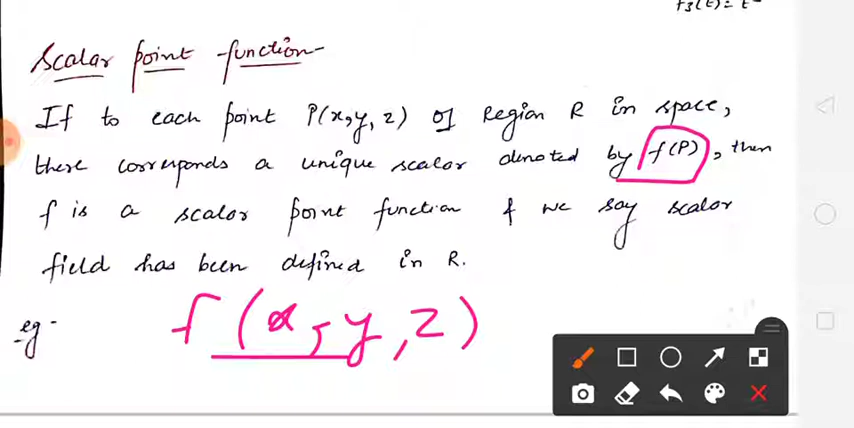 f3(t) = t
Scalar point function -
If to each point P(x, y, z) of Region R in space,
there corresponds a unique scalar denoted by f(P), then
f is a scalar point function & we say scalar
field has been defined in R.
eg - f(x, y, z)